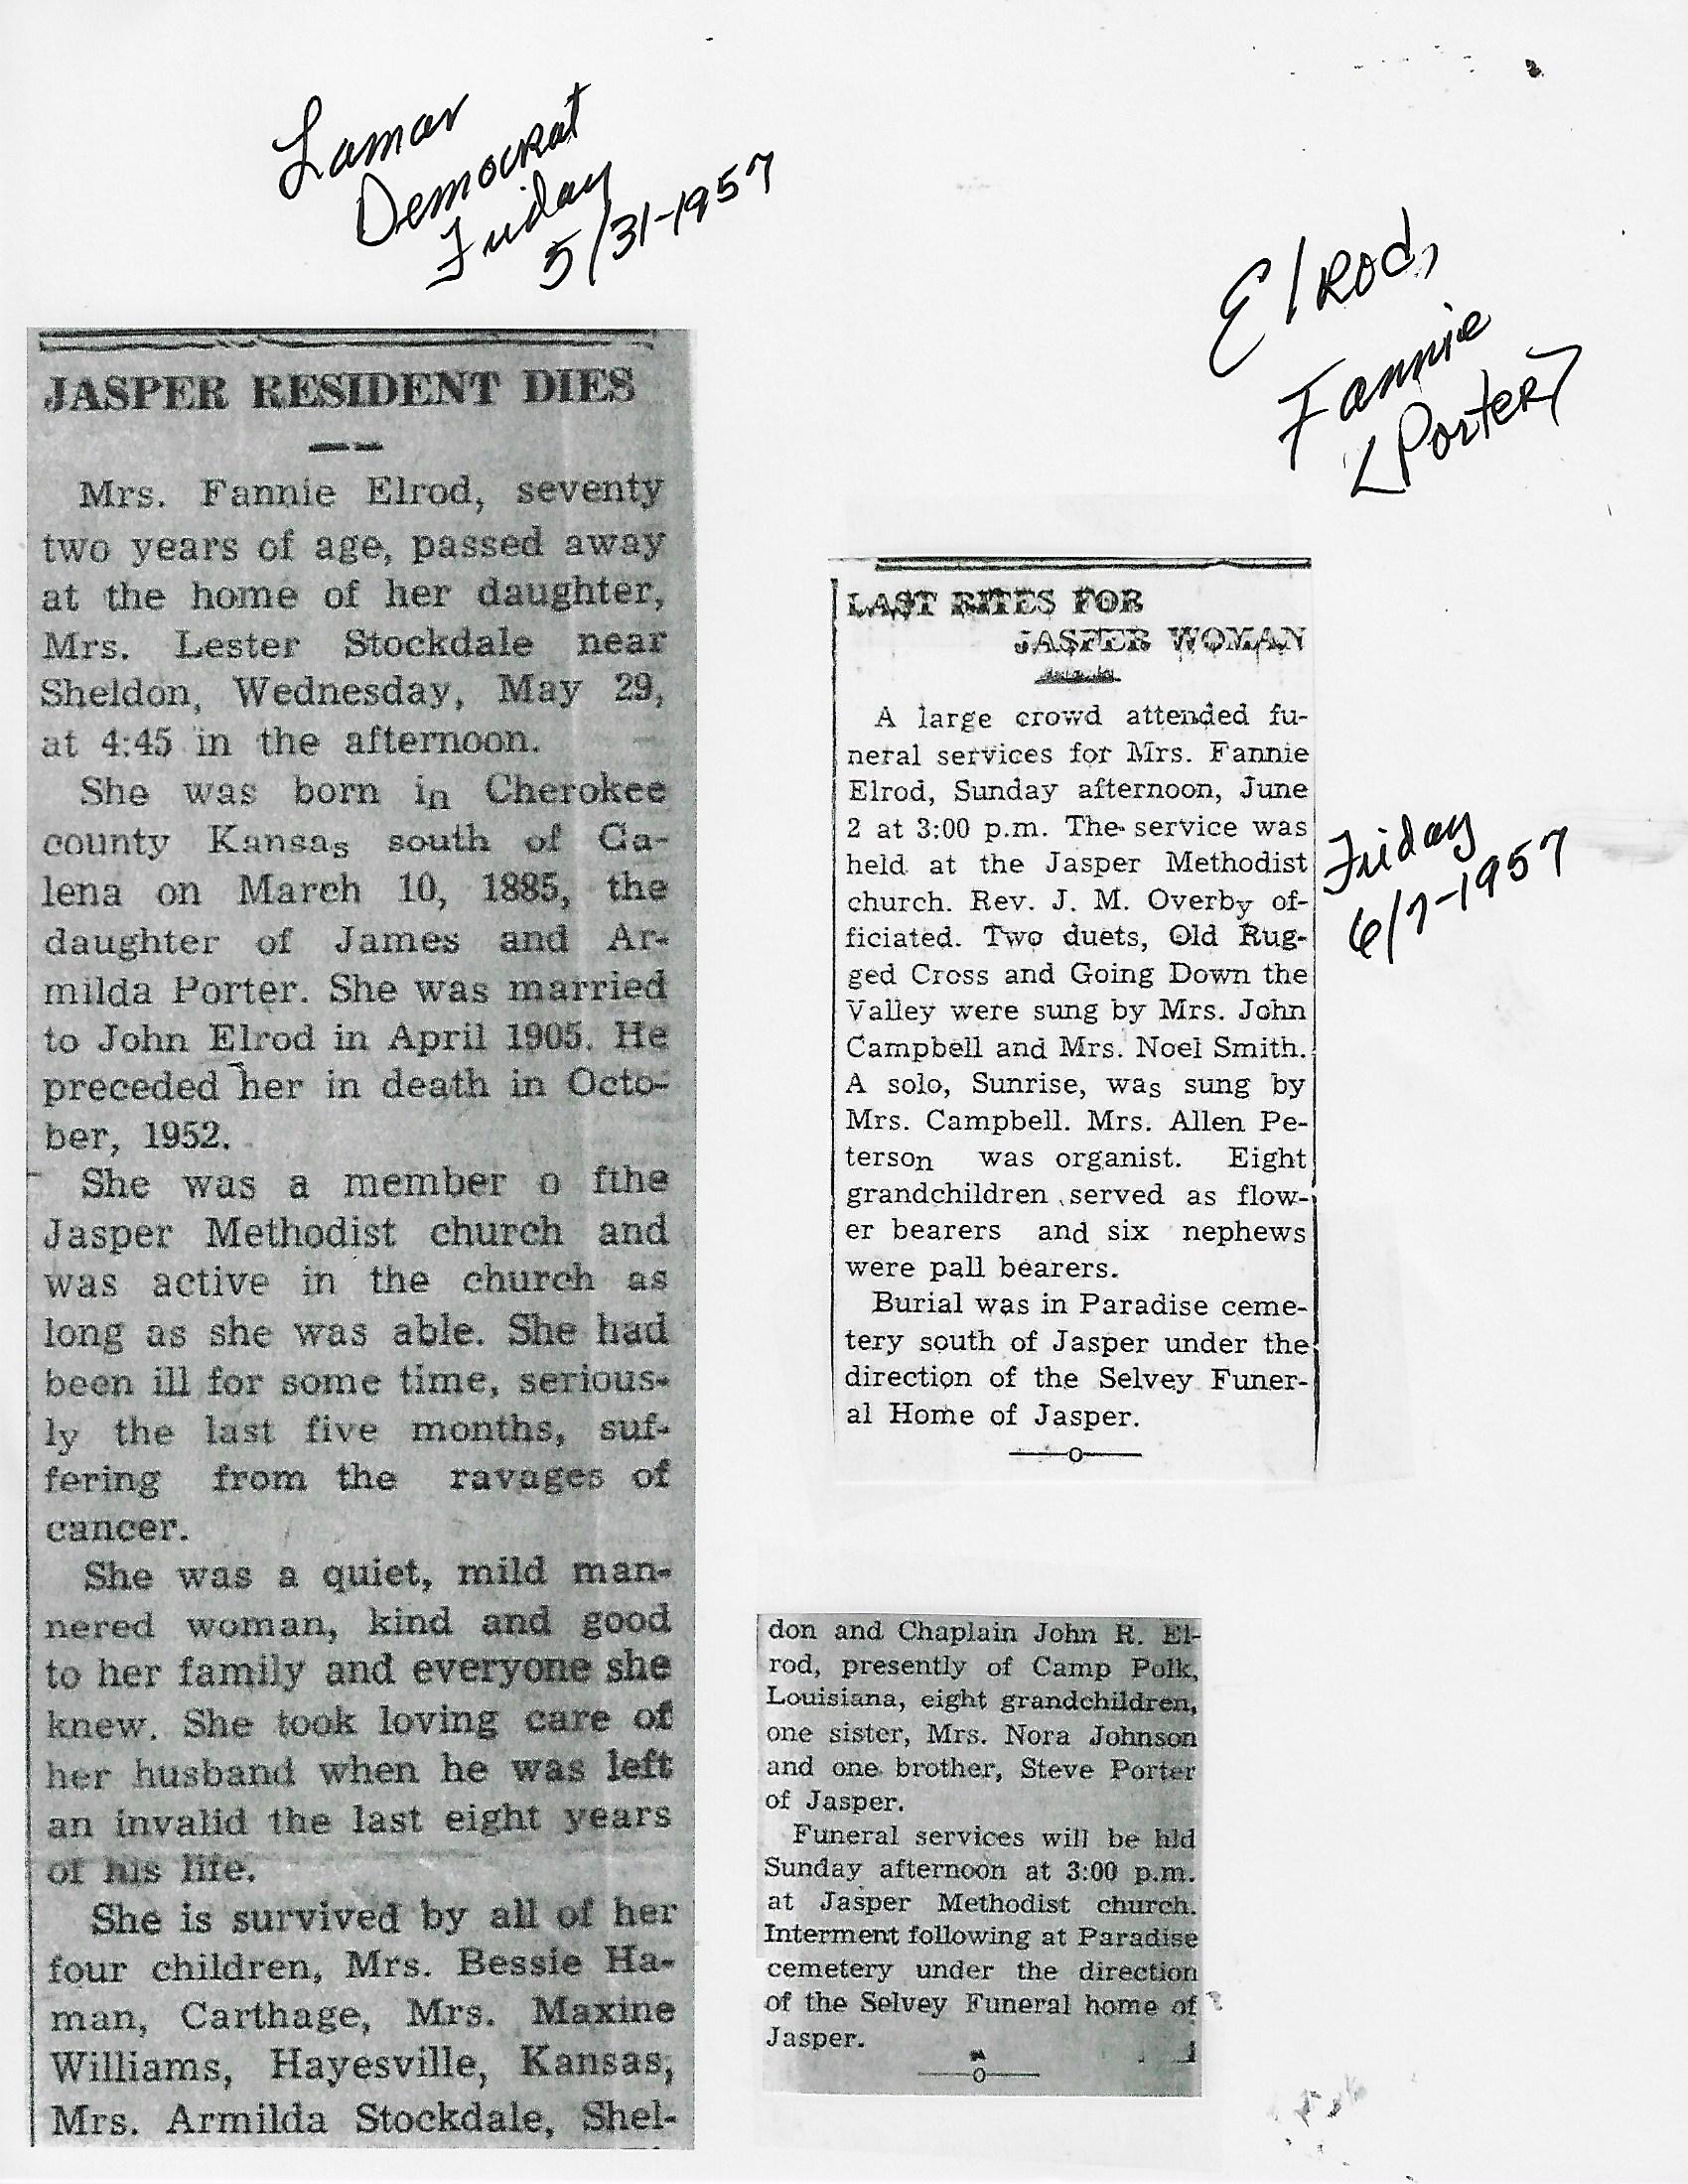 Lamar
Democrat
Friday
5/31-1957
Elrod,
Fannie
<Porter>
JASPER RESIDENT DIES
Mrs. Fannie Elrod, seventy
two years of age, passed away
at the home of her daughter,
Mrs. Lester Stockdale near
Sheldon, Wednesday, May 29,
at 4:45 in the afternoon.
She was born in Cherokee
county Kansas south of Ga-
lena on March 10, 1885, the
daughter of James and Ar-
milda Porter. She was married
to John Elrod in April 1905. He
preceded her in death in Octo-
ber, 1952.
She was a member o fthe
Jasper Methodist church and
was active in the church as
long as she was able. She had
been ill for some time, serious-
ly the last five months, suf-
fering from the ravages of
cancer.
She was a quiet, mild man-
nered woman, kind and good
to her family and everyone she
knew. She took loving care of
her husband when he was left
an invalid the last eight years
of his life.
She is survived by all of her
four children, Mrs. Bessie Ha-
man, Carthage, Mrs. Maxine
Williams, Hayesville, Kansas,
Mrs. Armilda Stockdale, Shel-
don and Chaplain John R. El-
rod, presently of Camp Polk,
Louisiana, eight grandchildren,
one sister, Mrs. Nora Johnson
and one brother, Steve Porter
of Jasper.
Funeral services will be hld
Sunday afternoon at 3:00 p.m.
at Jasper Methodist church.
Interment following at Paradise
cemetery under the direction
of the Selvey Funeral home of
Jasper.
LAST RITES FOR
JASPER WOMAN
A large crowd attended fu-
neral services for Mrs. Fannie
Elrod, Sunday afternoon, June
2 at 3:00 p.m. The service was
held at the Jasper Methodist
church. Rev. J. M. Overby of-
ficiated. Two duets, Old Rug-
ged Cross and Going Down the
Valley were sung by Mrs. John
Campbell and Mrs. Noel Smith.
A solo, Sunrise, was sung by
Mrs. Campbell. Mrs. Allen Pe-
terson was organist. Eight
grandchildren served as flow-
er bearers and six nephews
were pall bearers.
Burial was in Paradise ceme-
tery south of Jasper under the
direction of the Selvey Funer-
al Home of Jasper.
Friday
6/7-1957